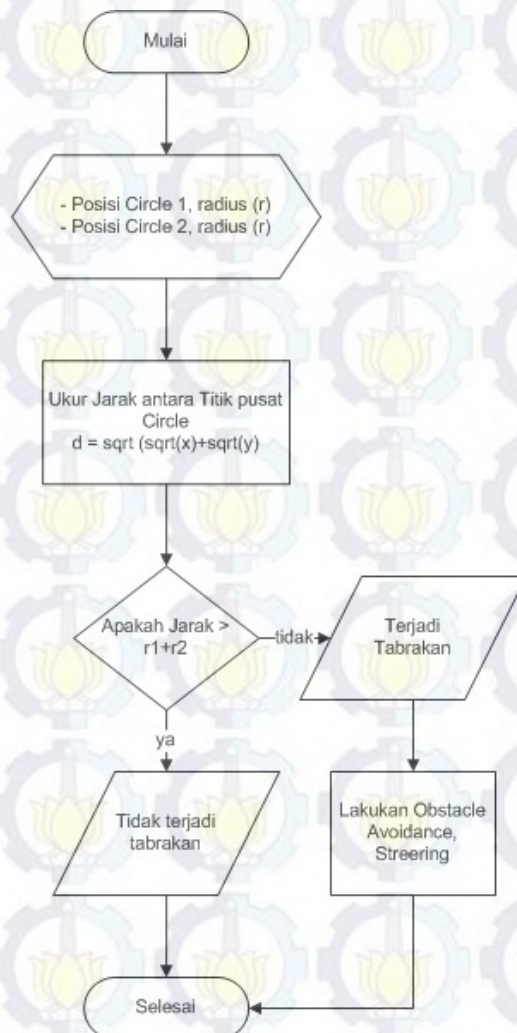 Mulai
- Posisi Circle 1, radius (r)
- Posisi Circle 2, radius (r)
Ukur Jarak antara Titik pusat
Circle
d = sqrt (sqrt(x)+sqrt(y)
Apakah Jarak >
r1+r2
tidak
Terjadi
Tabrakan
ya
Tidak terjadi
tabrakan
Lakukan Obstacle
Avoidance,
Streering
Selesai